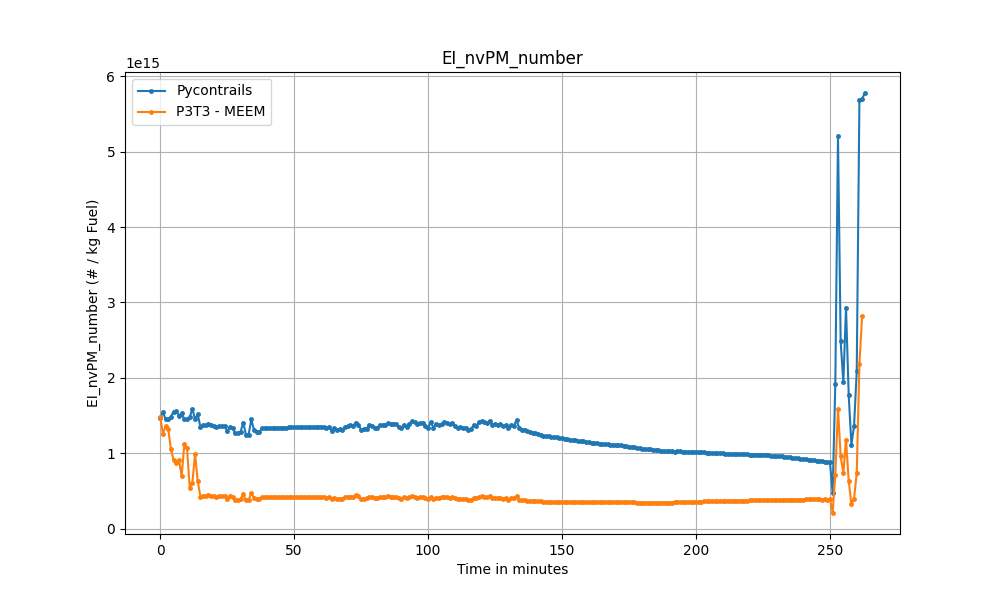 EI_nvPM_number
1e15
Pycontrails
P3T3 - MEEM
EI_nvPM_number (# / kg Fuel)
6
5
4
3
2
1
0
0 50 100 150 200 250
Time in minutes